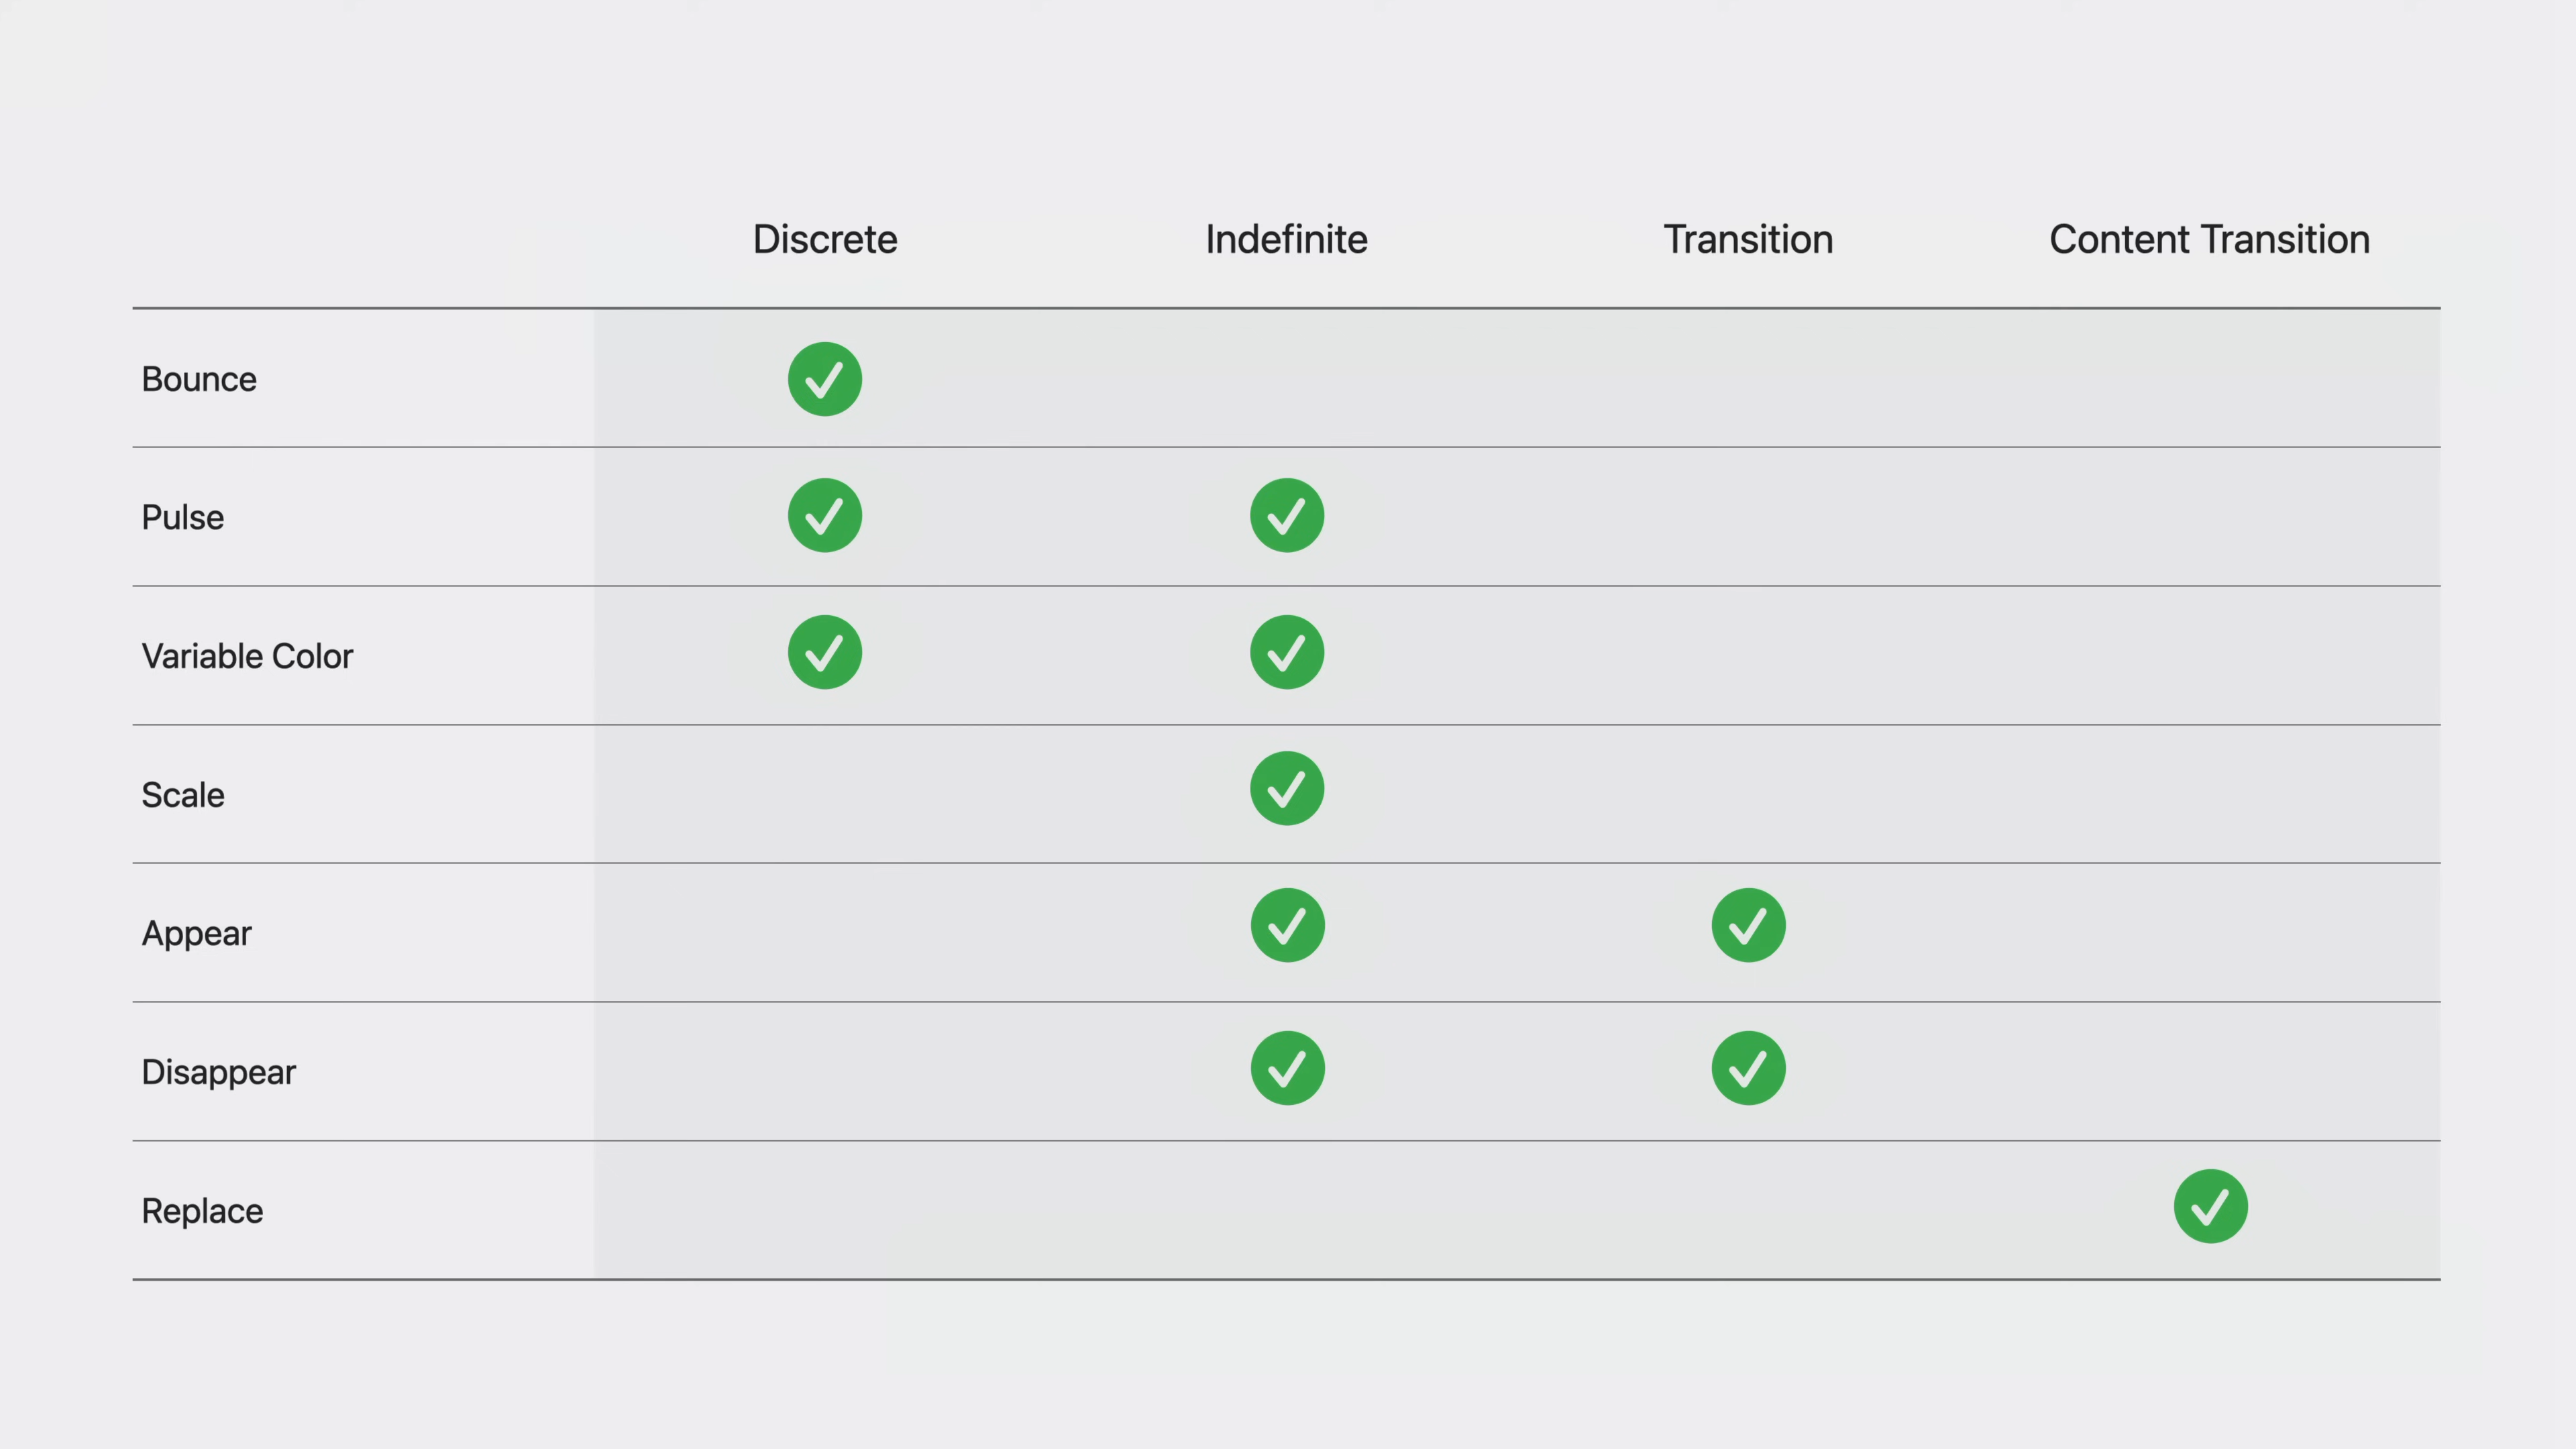 Discrete Indefinite Transition Content Transition
Bounce
Pulse
Variable Color
Scale
Appear
Disappear
Replace